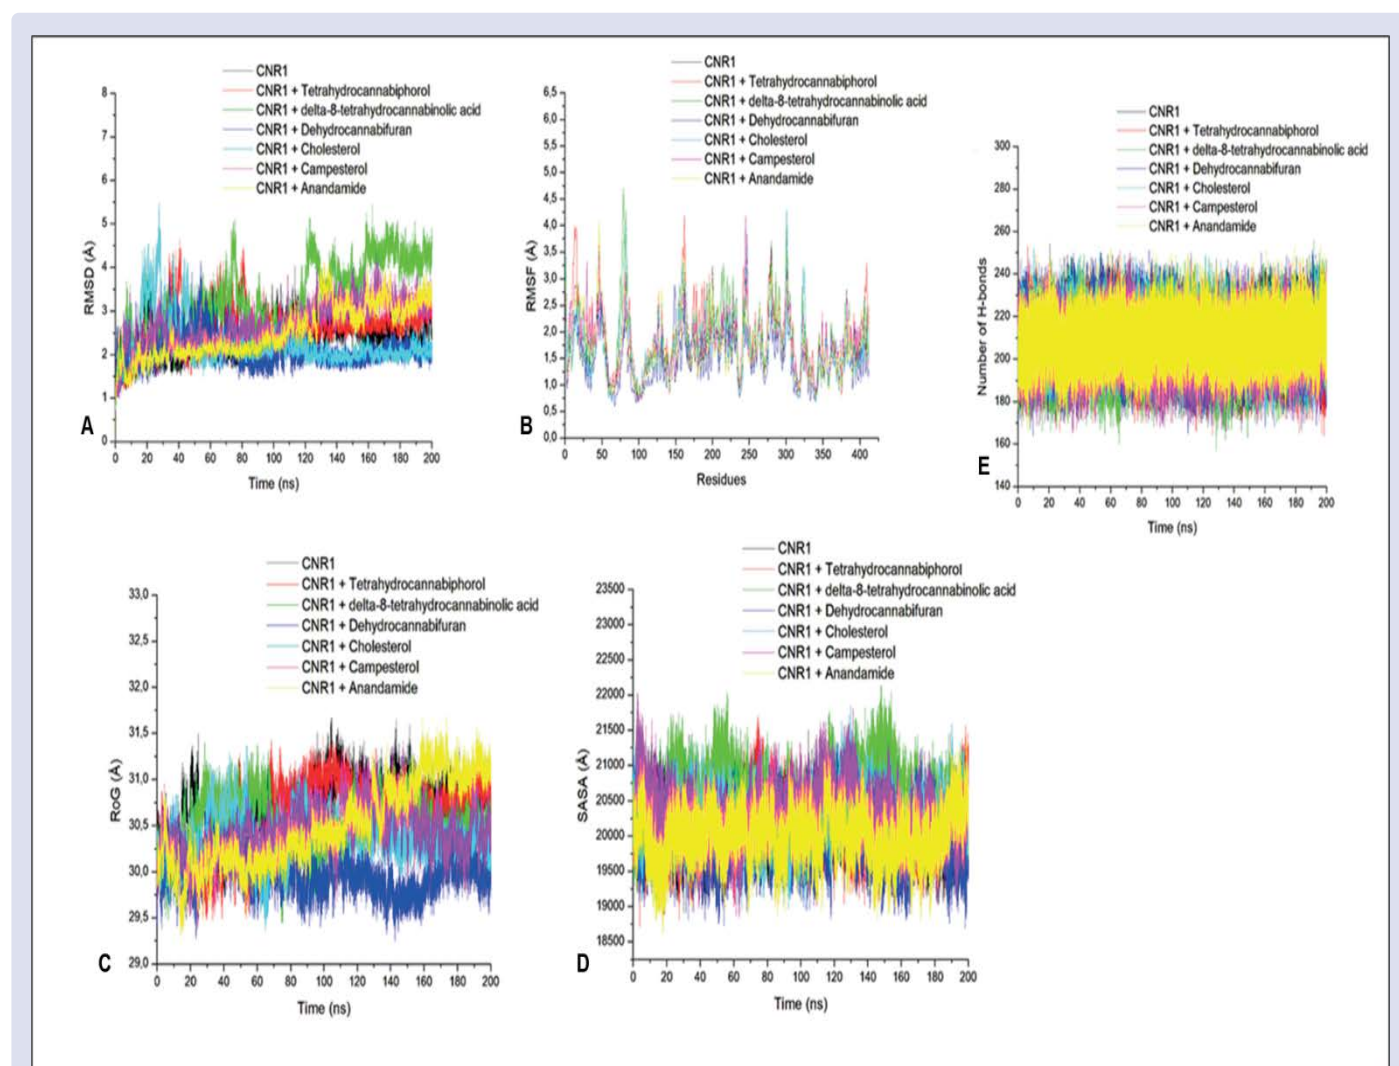 CNR1
CNR1 + Tetrahydrocannabiphorol
CNR1 + delta-8-tetrahydrocannabinolic acid
CNR1 + Dehydrocannabifuran
CNR1 + Cholesterol
CNR1 + Campesterol
CNR1 + Anandamide
8
7
6
5
4
3
2
1
0
RMSD (Å)
0 20 40 60 80 100 120 140 160 180 200
Time (ns)
A
CNR1
CNR1 + Tetrahydrocannabiphorol
CNR1 + delta-8-tetrahydrocannabinolic acid
CNR1 + Dehydrocannabifuran
CNR1 + Cholesterol
CNR1 + Campesterol
CNR1 + Anandamide
6,5
6,0
5,5
5,0
4,5
4,0
3,5
3,0
2,5
2,0
1,5
1,0
0,5
0,0
RMSF (Å)
0 50 100 150 200 250 300 350 400
Residues
B
CNR1
CNR1 + Tetrahydrocannabiphorol
CNR1 + delta-8-tetrahydrocannabinolic acid
CNR1 + Dehydrocannabifuran
CNR1 + Cholesterol
CNR1 + Campesterol
CNR1 + Anandamide
300
280
260
240
220
200
180
160
140
Number of H-bonds
0 20 40 60 80 100 120 140 160 180 200
Time (ns)
E
CNR1
CNR1 + Tetrahydrocannabiphorol
CNR1 + delta-8-tetrahydrocannabinolic acid
CNR1 + Dehydrocannabifuran
CNR1 + Cholesterol
CNR1 + Campesterol
CNR1 + Anandamide
33,0
32,5
32,0
31,5
31,0
30,5
30,0
29,5
29,0
RoG (Å)
0 20 40 60 80 100 120 140 160 180 200
Time (ns)
C
CNR1
CNR1 + Tetrahydrocannabiphorol
CNR1 + delta-8-tetrahydrocannabinolic acid
CNR1 + Dehydrocannabifuran
CNR1 + Cholesterol
CNR1 + Campesterol
CNR1 + Anandamide
23500
23000
22500
22000
21500
21000
20500
20000
19500
19000
18500
SASA (Å)
0 20 40 60 80 100 120 140 160 180 200
Time (ns)
D